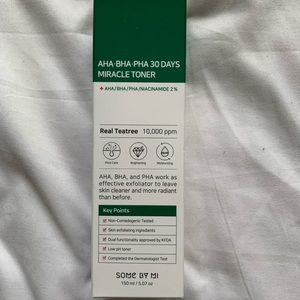 AHA·BHA·PHA 30 DAYS
MIRACLE TONER
+ AHA/BHA/PHA/NIACINAMIDE 2%
Real Teatree 10,000 ppm
Pore Care Brightening Moisturizing
AHA, BHA, and PHA work as
effective exfoliator to leave
skin cleaner and more radiant
than before.
Key Points
Non-Comedogenic Tested
Skin exfoliating ingredients
Dual functionality approved by KFDA
Low pH toner
Completed the Dermatologist Test
SOME BY MI
150 ml / 5.07 oz